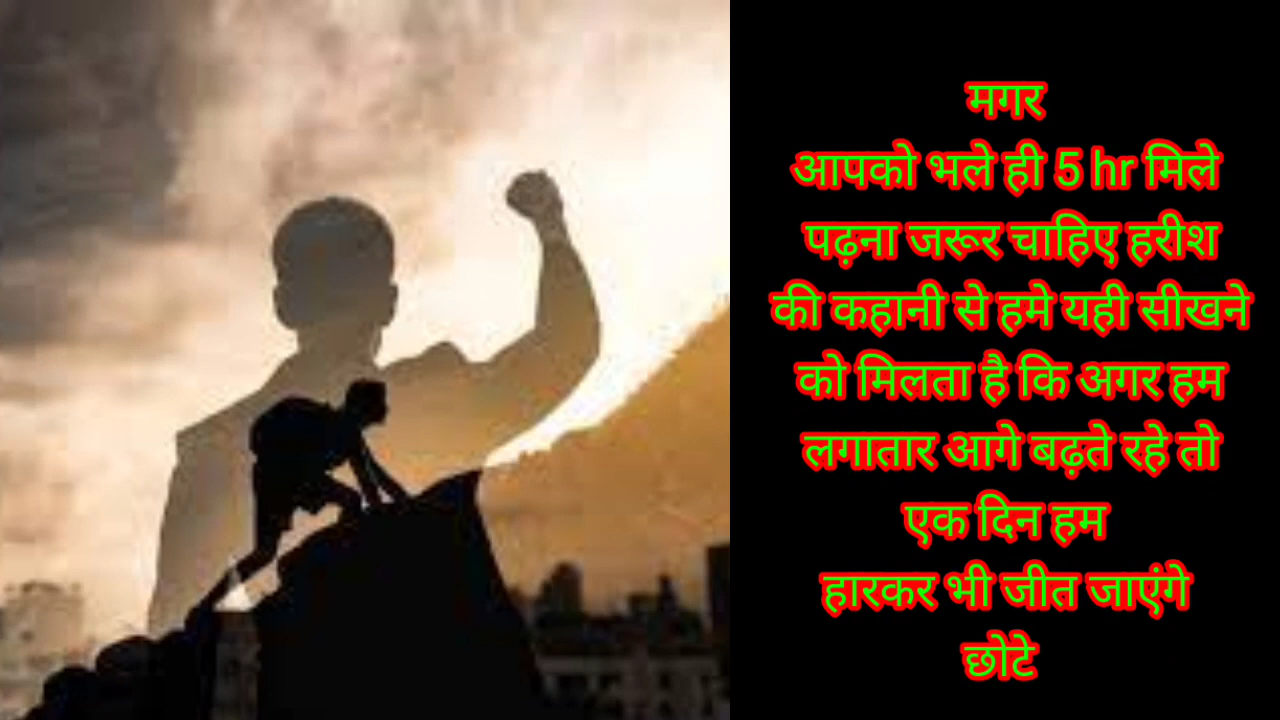 मगर
आपको भले ही 5 hr मिले
पढ़ना जरूर चाहिए हरीश
की कहानी से हमे यही सीखने
को मिलता है कि अगर हम
लगातार आगे बढ़ते रहे तो
एक दिन हम
हारकर भी जीत जाएंगे
छोटे